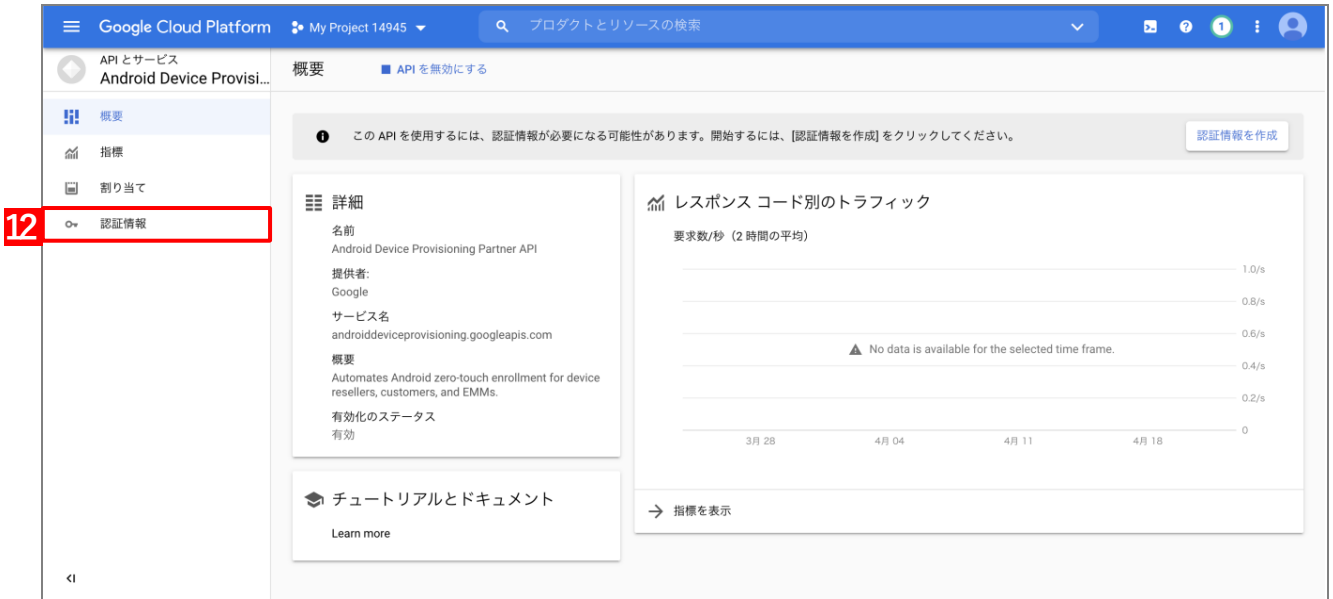 Google Cloud Platform
My Project 14945
プロダクトとリソースの検索
1
API とサービス
Android Device Provisi...
概要
API を無効にする
概要
指標
割り当て
12
認証情報
この API を使用するには、認証情報が必要になる可能性があります。開始するには、[認証情報を作成] をクリックしてください。
認証情報を作成
詳細
名前
Android Device Provisioning Partner API
提供者:
Google
サービス名
androiddeviceprovisioning.googleapis.com
概要
Automates Android zero-touch enrollment for device
resellers, customers, and EMMs.
有効化のステータス
有効
チュートリアルとドキュメント
Learn more
レスポンス コード別のトラフィック
要求数/秒（2 時間の平均）
1.0/s
0.8/s
0.6/s
No data is available for the selected time frame.
0.4/s
0.2/s
0
3月 28
4月 04
4月 11
4月 18
指標を表示